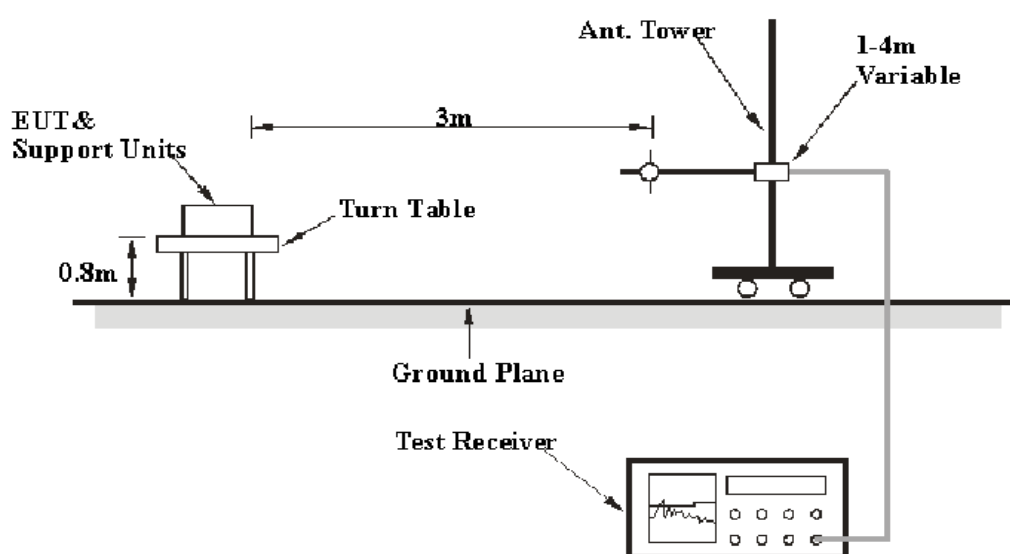 Ant. Tower
1-4m
Variable
3m
EUT&
Support Units
Turn Table
0.8m
Ground Plane
Test Receiver